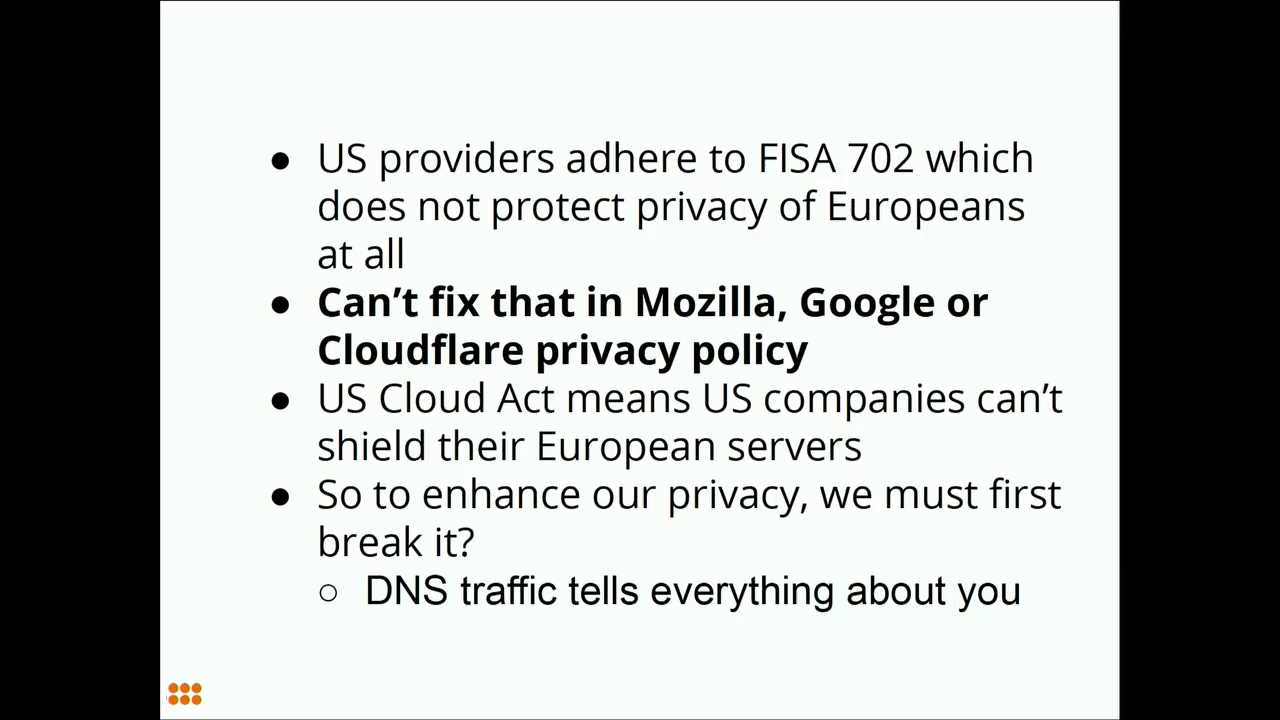 ● US providers adhere to FISA 702 which
does not protect privacy of Europeans
at all
● Can’t fix that in Mozilla, Google or
Cloudflare privacy policy
● US Cloud Act means US companies can’t
shield their European servers
● So to enhance our privacy, we must first
break it?
○ DNS traffic tells everything about you